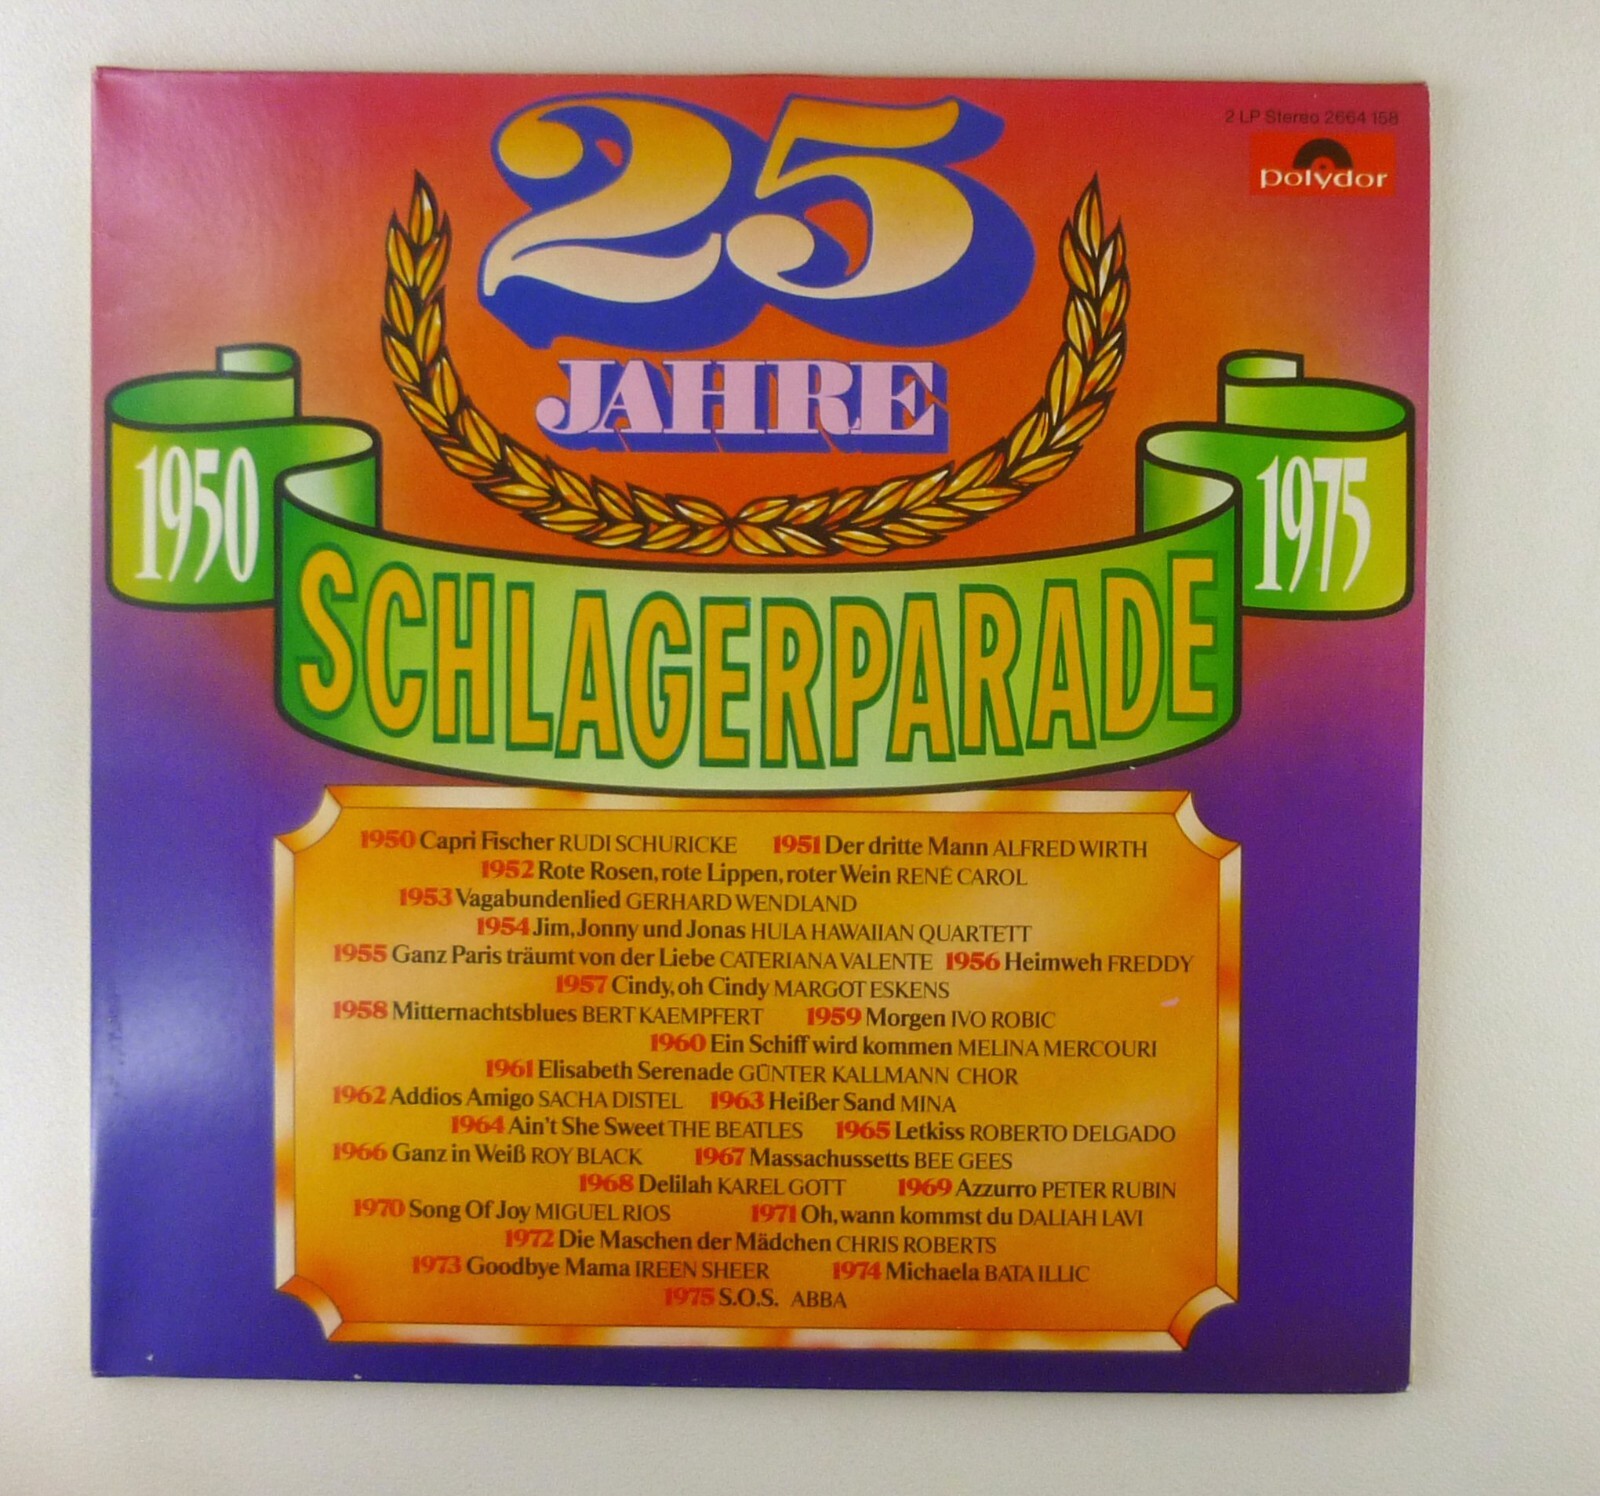 2 LP Stereo 2664 158
polydor
25
JAHRE
1950
1975
SCHLAGERPARADE
1950 Capri Fischer RUDI SCHURICKE 1951 Der dritte Mann ALFRED WIRTH
1952 Rote Rosen, rote Lippen, roter Wein RENÉ CAROL
1953 Vagabundenlied GERHARD WENDLAND
1954 Jim, Jonny und Jonas HULA HAWAIIAN QUARTETT
1955 Ganz Paris träumt von der Liebe CATERIANA VALENTE 1956 Heimweh FREDDY
1957 Cindy, oh Cindy MARGOT ESKENS
1958 Mitternachtsblues BERT KAEMPFERT 1959 Morgen IVO ROBIC
1960 Ein Schiff wird kommen MELINA MERCOURI
1961 Elisabeth Serenade GÜNTER KALLMANN CHOR
1962 Addios Amigo SACHA DISTEL 1963 Heißer Sand MINA
1964 Ain't She Sweet THE BEATLES 1965 Letkiss ROBERTO DELGADO
1966 Ganz in Weiß ROY BLACK 1967 Massachussetts BEE GEES
1968 Delilah KAREL GOTT 1969 Azzurro PETER RUBIN
1970 Song Of Joy MIGUEL RIOS 1971 Oh, wann kommst du DALIAH LAVI
1972 Die Maschen der Mädchen CHRIS ROBERTS
1973 Goodbye Mama IREEN SHEER 1974 Michaela BATA ILLIC
1975 S.O.S. ABBA